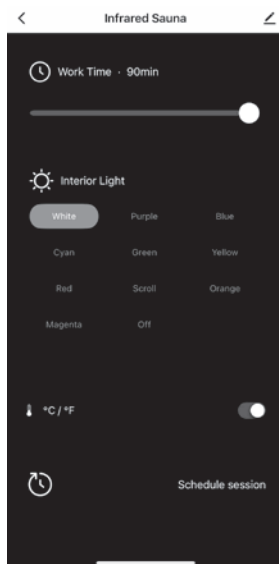 Infrared Sauna
Work Time · 90min
Interior Light
White Purple Blue
Cyan Green Yellow
Red Scroll Orange
Magenta Off
°C / °F
Schedule session